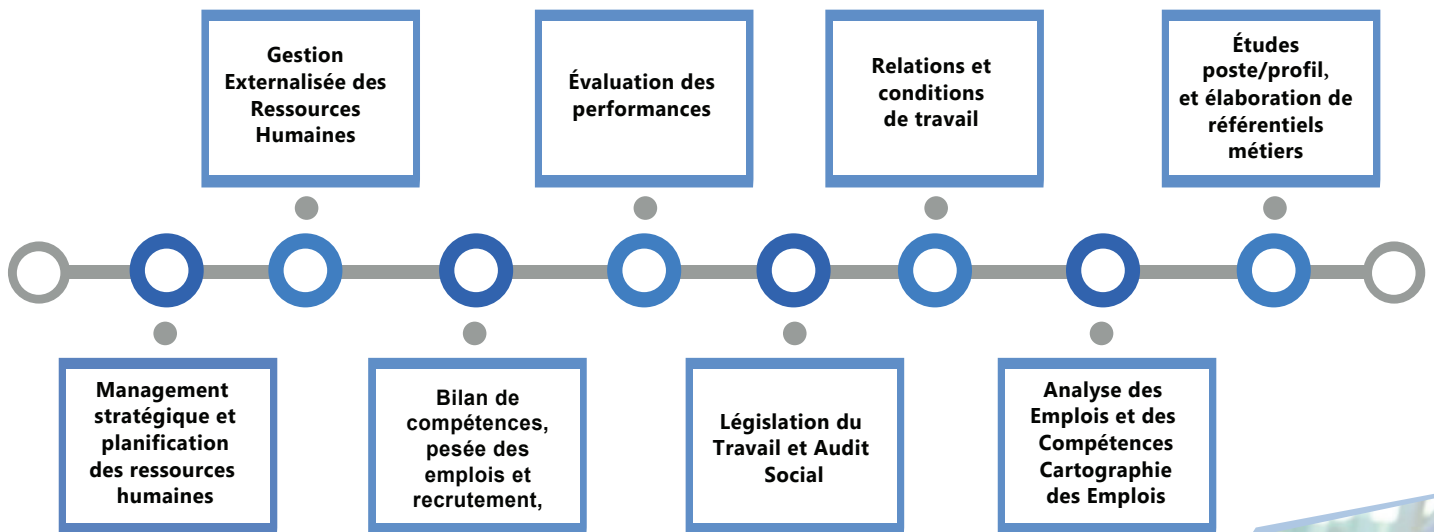 Gestion
Externalisée des
Ressources
Humaines
Évaluation des
performances
Relations et
conditions
de travail
Études
poste/profil,
et élaboration de
référentiels
métiers
Management
stratégique et
planification
des ressources
humaines
Bilan de
compétences,
pesée des
emplois et
recrutement,
Législation du
Travail et Audit
Social
Analyse des
Emplois et des
Compétences
Cartographie
des Emplois